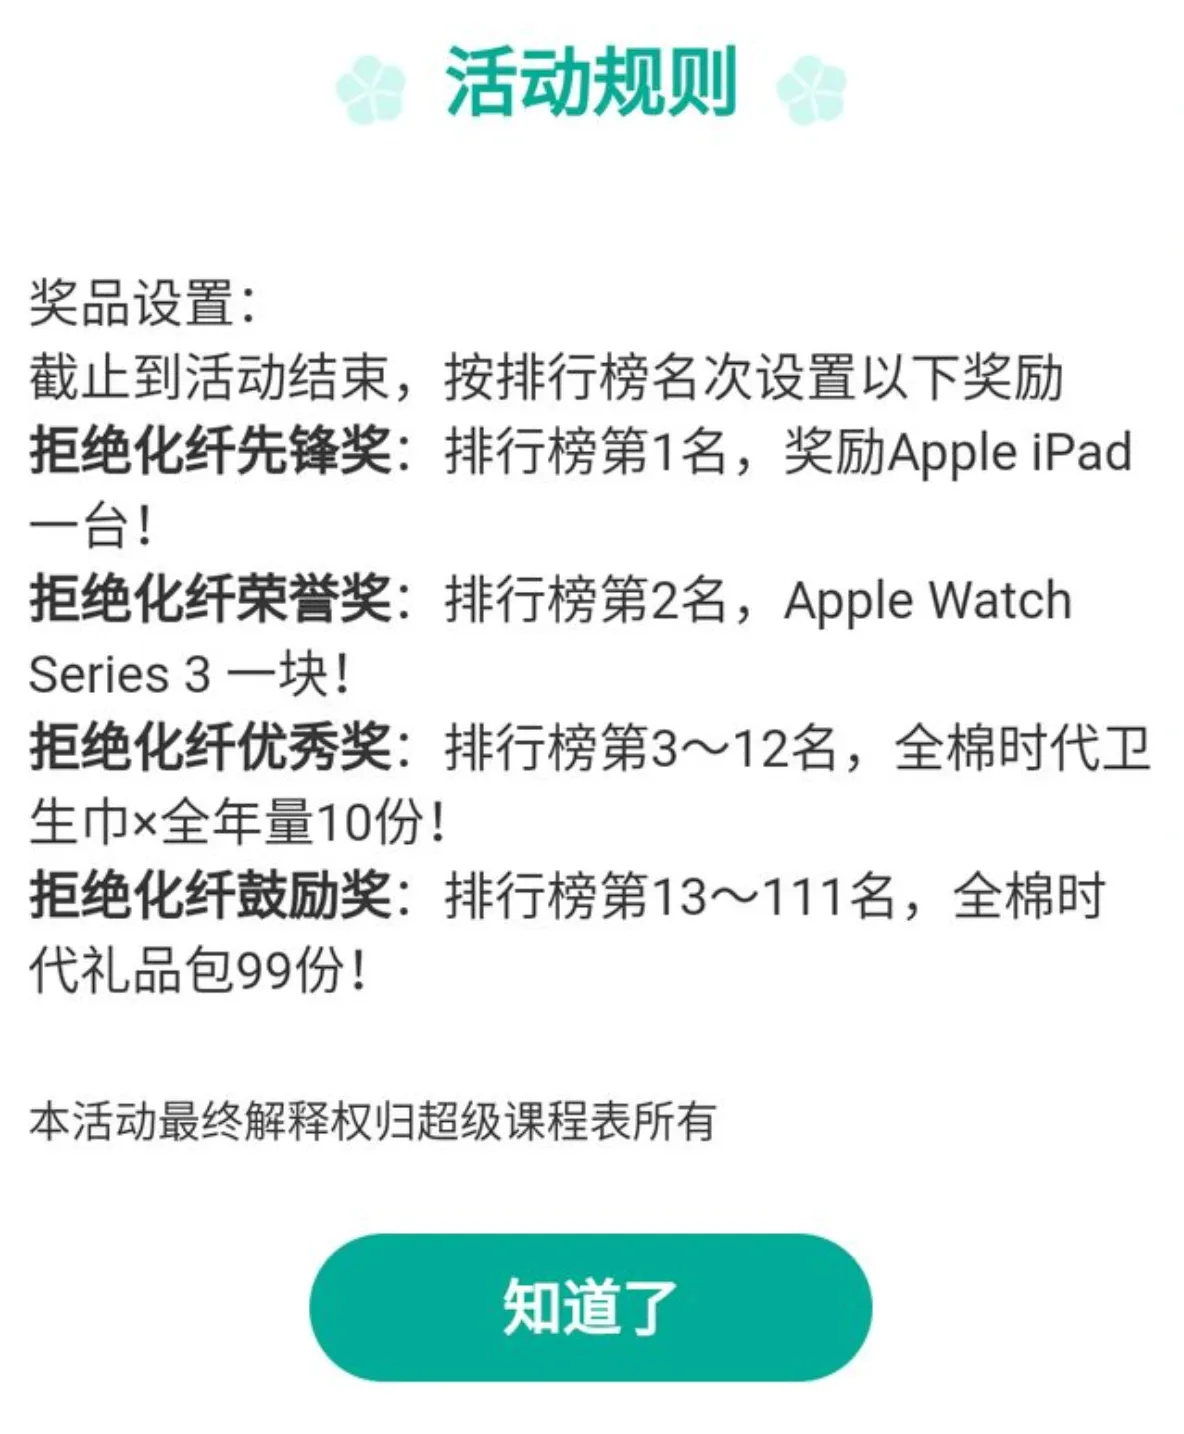 活动规则
奖品设置：
截止到活动结束，按排行榜名次设置以下奖励
拒绝化纤先锋奖：排行榜第1名，奖励Apple iPad
一台！
拒绝化纤荣誉奖：排行榜第2名，Apple Watch
Series 3 一块！
拒绝化纤优秀奖：排行榜第3～12名，全棉时代卫
生巾×全年量10份！
拒绝化纤鼓励奖：排行榜第13～111名，全棉时
代礼品包99份！
本活动最终解释权归超级课程表所有
知道了